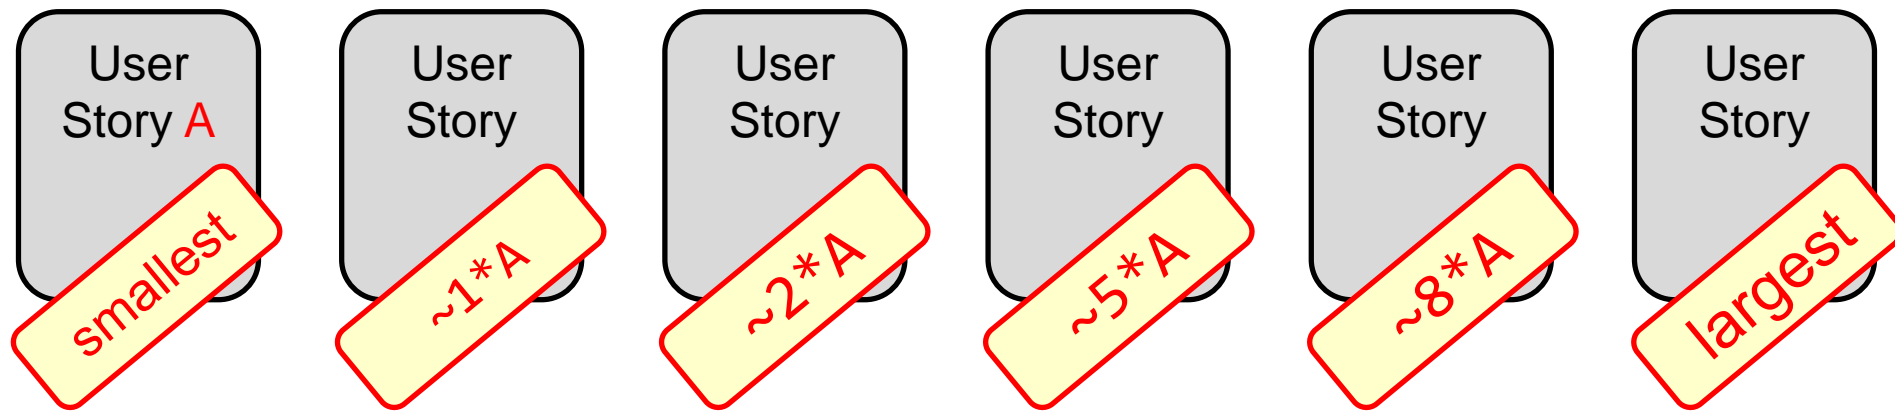 User
Story A
smallest
User
Story
~1*A
User
Story
~2*A
User
Story
~5*A
User
Story
~8*A
User
Story
largest